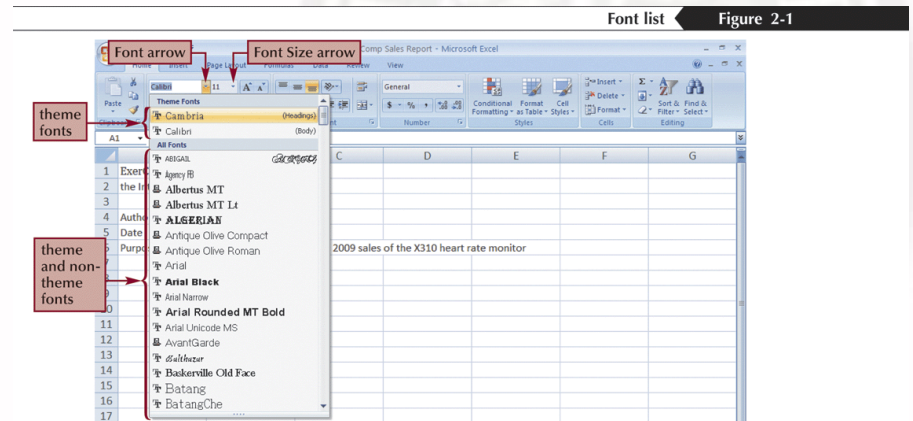 Font list Figure 2-1
Font arrow Font Size arrow Comp Sales Report - Microsoft Excel
Home Insert Page Layout Formulas Data Review View
Calibri 11 General Insert Σ
Paste $ % , Conditional Format Cell Delete Sort & Find &
Formatting as Table Styles Format Filter Select
Number Styles Cells Editing
theme
fonts
Theme Fonts
Cambria (Headings)
Calibri (Body)
All Fonts
A1
C D E F G
ABIGAIL
Agency FB
Albertus MT
Albertus MT Lt
ALGERIAN
Antique Olive Compact
Antique Olive Roman
Arial
Arial Black
Arial Narrow
Arial Rounded MT Bold
Arial Unicode MS
AvantGarde
Balthazar
Baskerville Old Face
Batang
BatangChe
1 Exer
2 the In
3
4 Autho
5 Date
Purpo 2009 sales of the X310 heart rate monitor
theme
and non-
theme
fonts
11
12
13
14
15
16
17